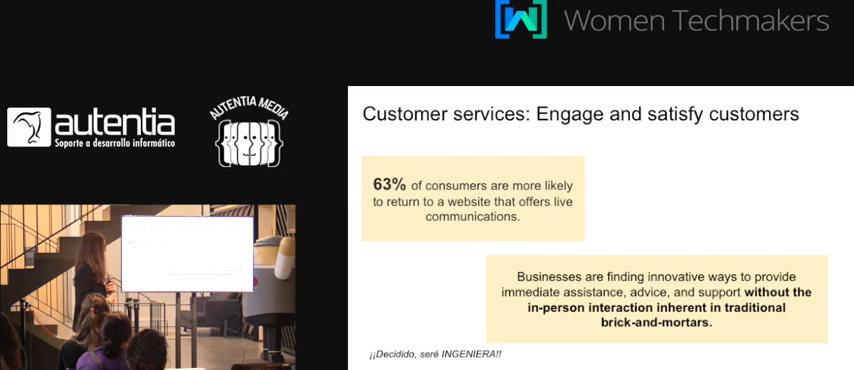 Women Techmakers
autentia
Soporte a desarrollo informático
AUTENTIA MEDIA
Customer services: Engage and satisfy customers
63% of consumers are more likely
to return to a website that offers live
communications.
Businesses are finding innovative ways to provide
immediate assistance, advice, and support without the
in-person interaction inherent in traditional
brick-and-mortars.
¡¡Decidido, seré INGENIERA!!